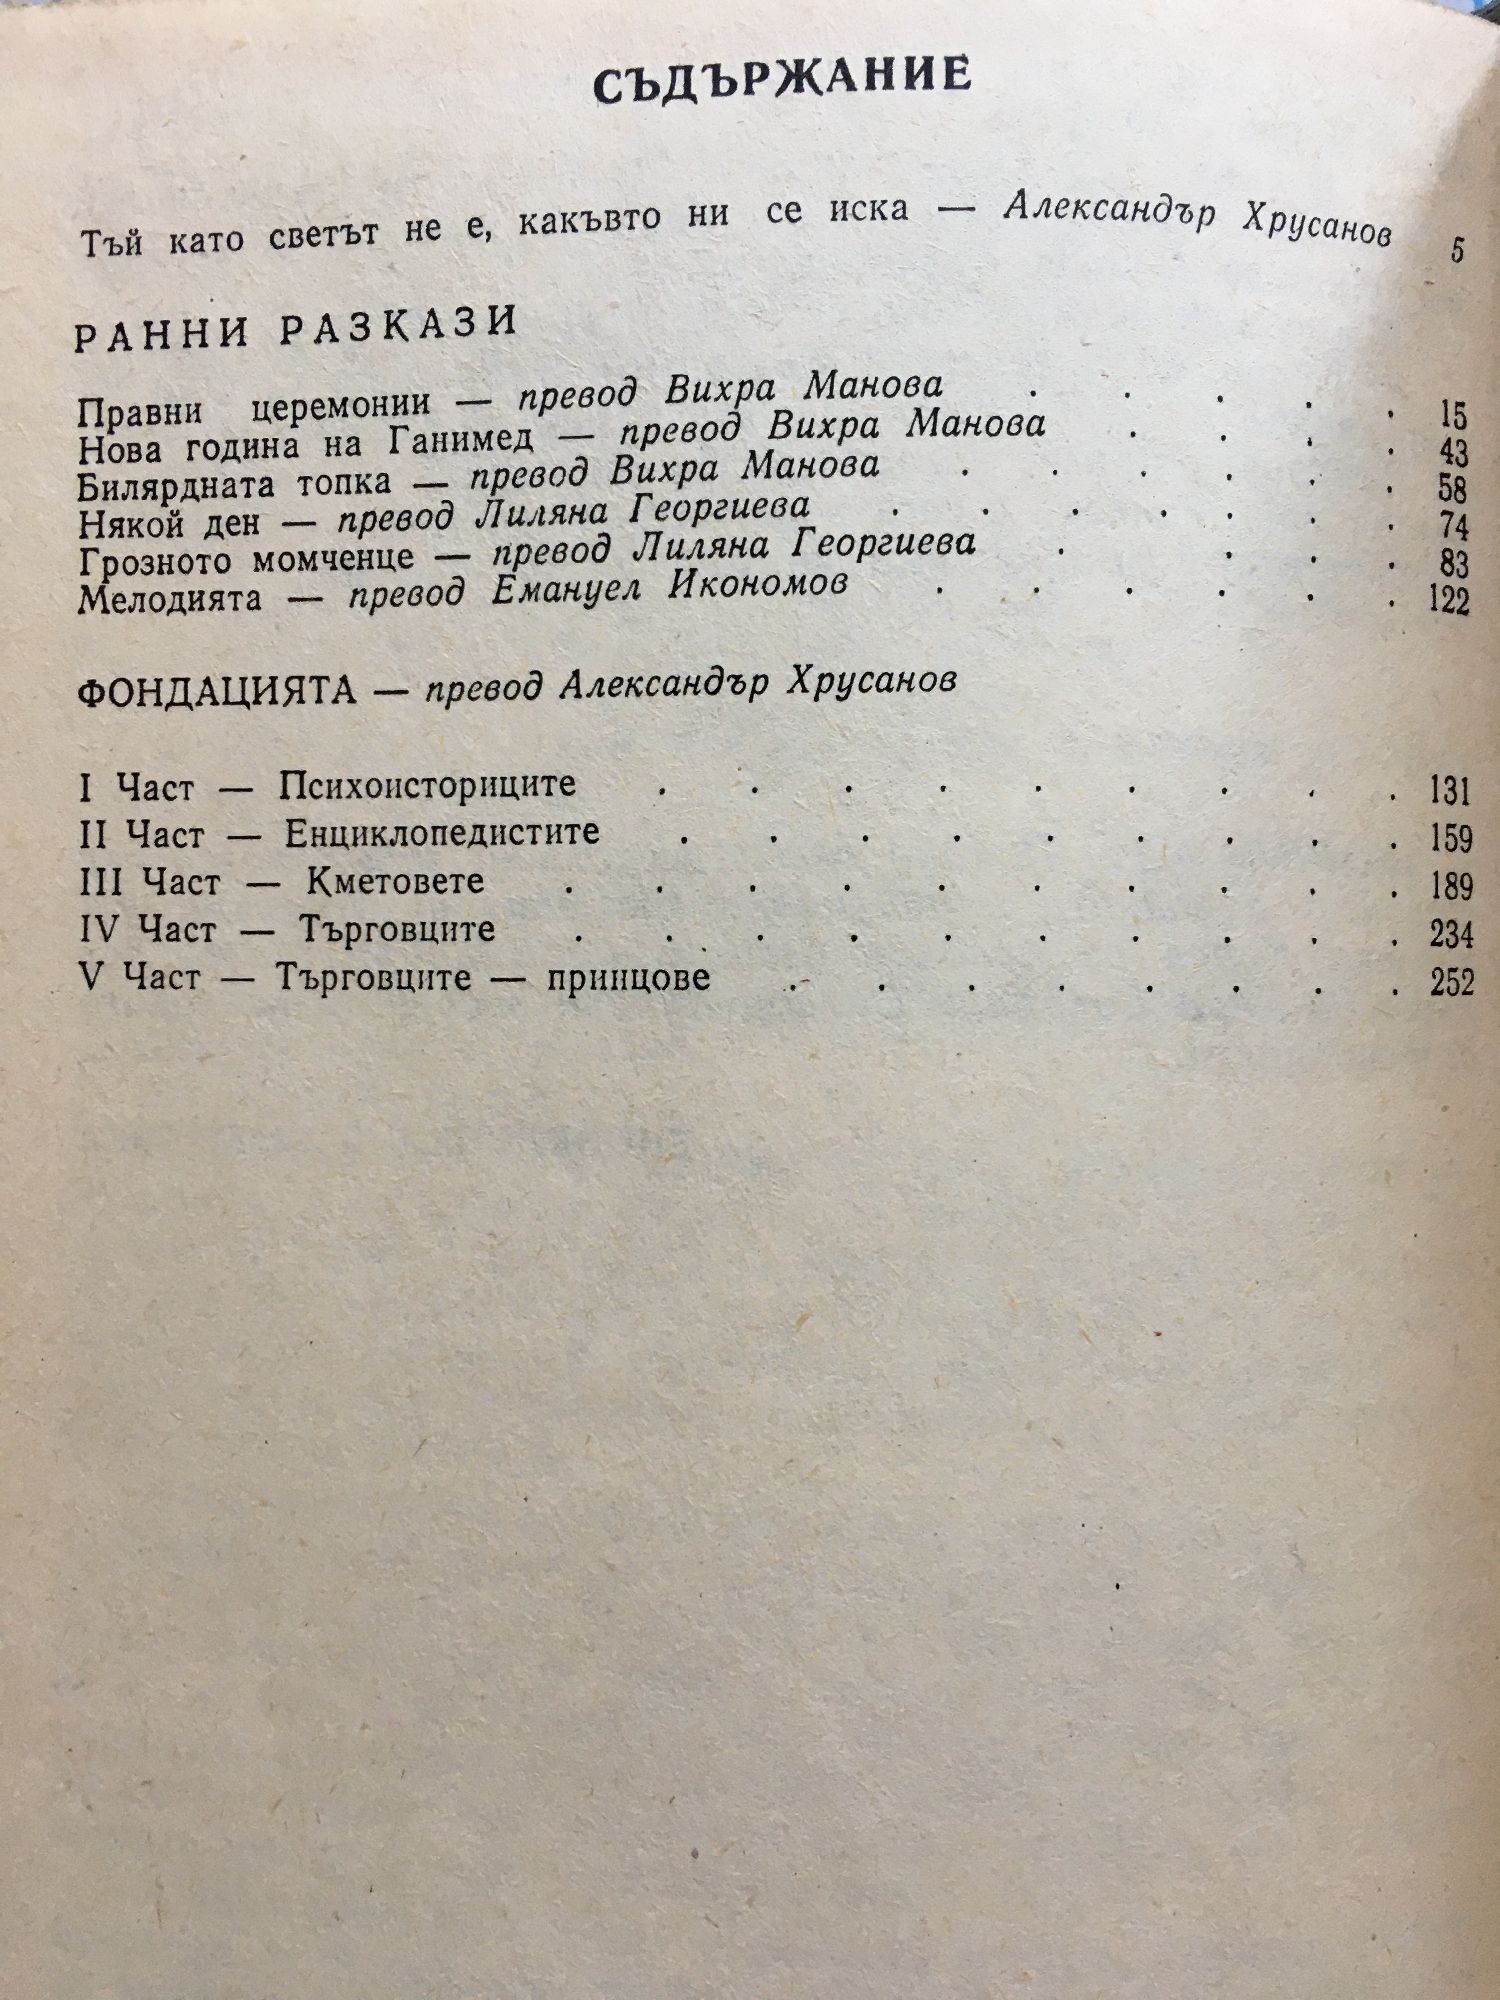 СЪДЪРЖАНИЕ
Тъй като светът не е, какъвто ни се иска — Александър Хрусанов 5
РАННИ РАЗКАЗИ
Правни церемонии — превод Вихра Манова . . . . . 15
Нова година на Ганимед — превод Вихра Манова . . . . 43
Билярдната топка — превод Вихра Манова . . . . . . 58
Някой ден — превод Лиляна Георгиева . . . . . . . 74
Грозното момченце — превод Лиляна Георгиева . . . . 83
Мелодията — превод Емануел Икономов . . . . . . 122
ФОНДАЦИЯТА — превод Александър Хрусанов
I Част — Психоисториците . . . . . . . . . 131
II Част — Енциклопедистите . . . . . . . . . 159
III Част — Кметовете . . . . . . . . . . 189
IV Част — Търговците . . . . . . . . . . 234
V Част — Търговците — принцове . . . . . . . . 252